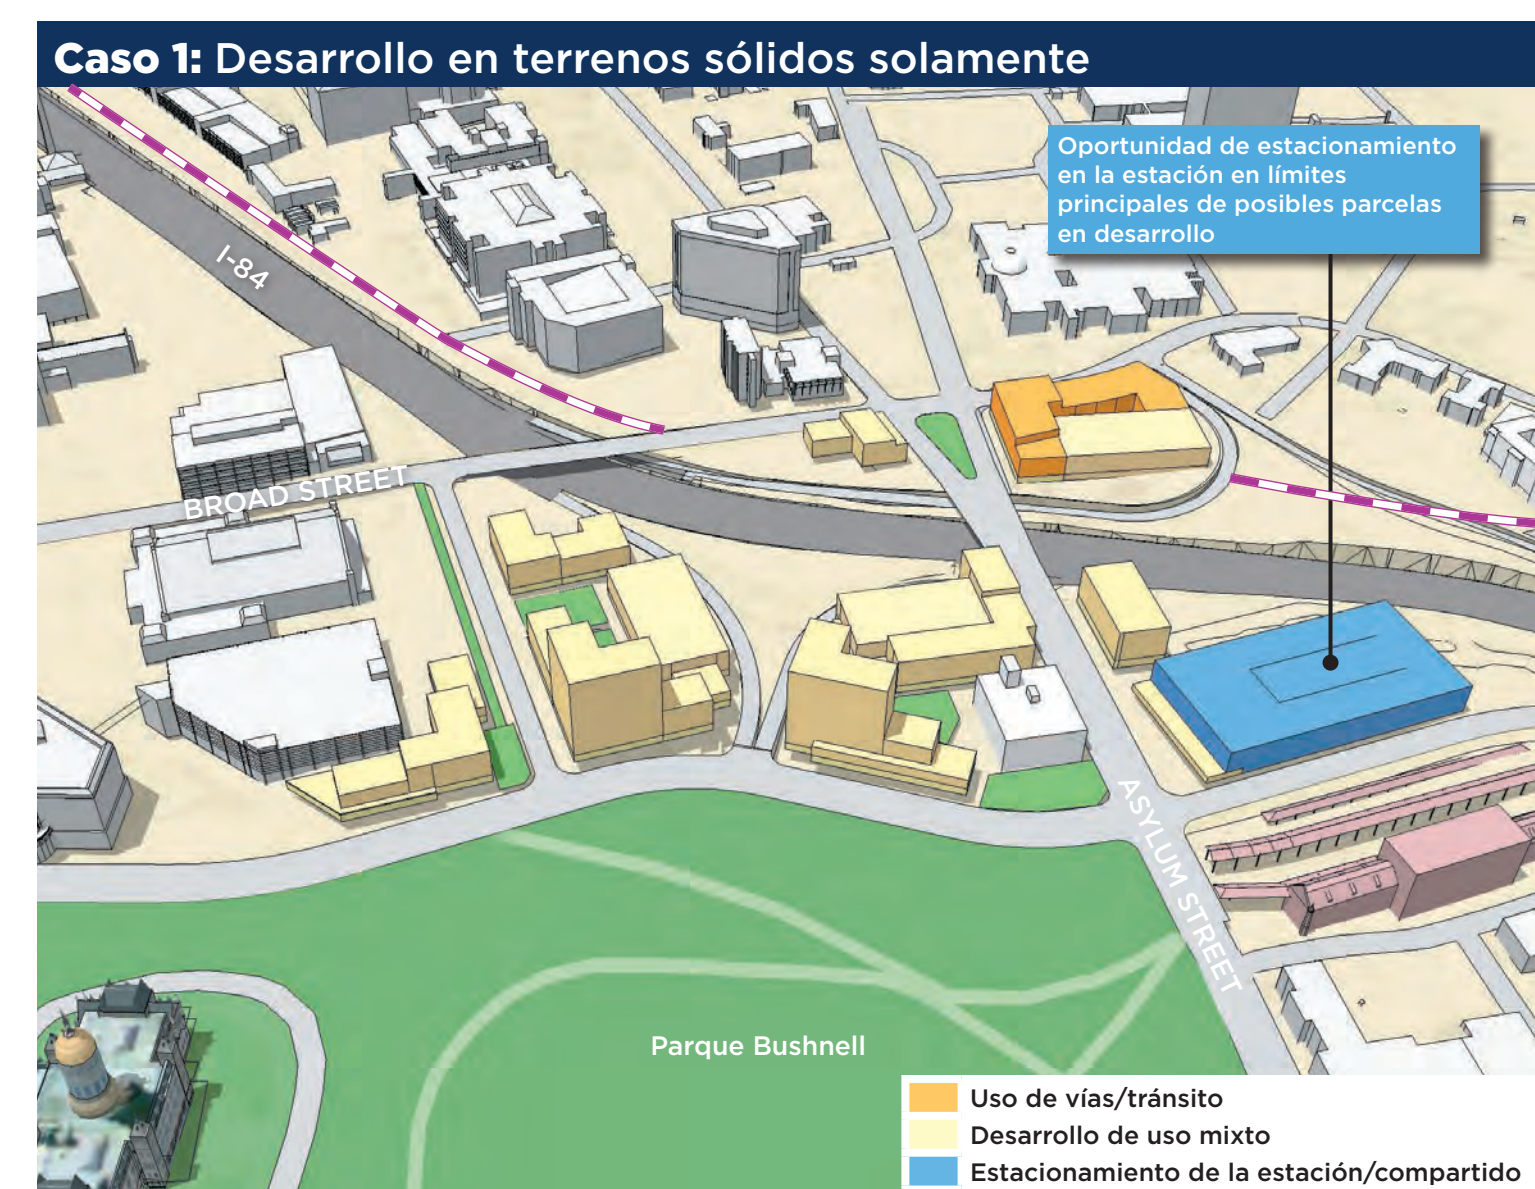 Caso 1: Desarrollo en terrenos sólidos solamente
Oportunidad de estacionamiento
en la estación en límites
principales de posibles parcelas
en desarrollo
I-84
BROAD STREET
ASYLUM STREET
Parque Bushnell
Uso de vías/tránsito
Desarrollo de uso mixto
Estacionamiento de la estación/compartido